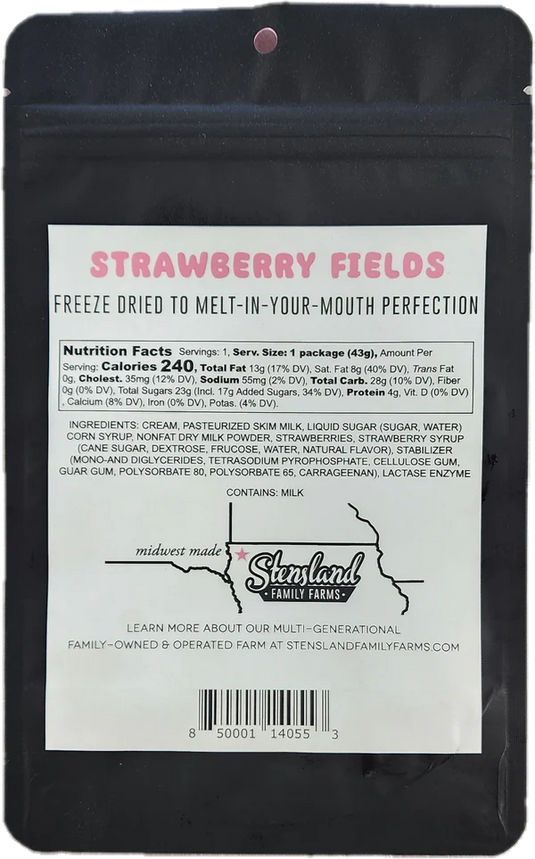 STRAWBERRY FIELDS
FREEZE DRIED TO MELT-IN-YOUR-MOUTH PERFECTION
Nutrition Facts Servings: 1, Serv. Size: 1 package (43g), Amount Per
Serving: Calories 240, Total Fat 13g (17% DV), Sat. Fat 8g (40% DV), Trans Fat
0g, Cholest. 35mg (12% DV), Sodium 55mg (2% DV), Total Carb. 28g (10% DV), Fiber
0g (0% DV), Total Sugars 23g (Incl. 17g Added Sugars, 34% DV), Protein 4g, Vit. D (0% DV)
, Calcium (8% DV), Iron (0% DV), Potas. (4% DV).
INGREDIENTS: CREAM, PASTEURIZED SKIM MILK, LIQUID SUGAR (SUGAR, WATER)
CORN SYRUP, NONFAT DRY MILK POWDER, STRAWBERRIES, STRAWBERRY SYRUP
(CANE SUGAR, DEXTROSE, FRUCOSE, WATER, NATURAL FLAVOR), STABILIZER
(MONO-AND DIGLYCERIDES, TETRASODIUM PYROPHOSPHATE, CELLULOSE GUM,
GUAR GUM, POLYSORBATE 80, POLYSORBATE 65, CARRAGEENAN), LACTASE ENZYME
CONTAINS: MILK
midwest made
Stensland
• FAMILY FARMS •
LEARN MORE ABOUT OUR MULTI-GENERATIONAL
FAMILY-OWNED & OPERATED FARM AT STENSLANDFAMILYFARMS.COM
8 50001 14055 3